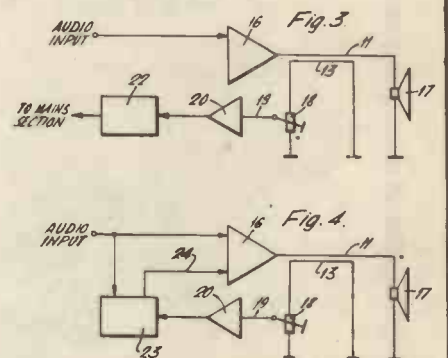 Fig. 3
AUDIO
INPUT
16
11
13
17
22
20
19
18
TO MAINS
SECTION
Fig. 4
AUDIO
INPUT
16
24
11
13
17
20
19
18
23